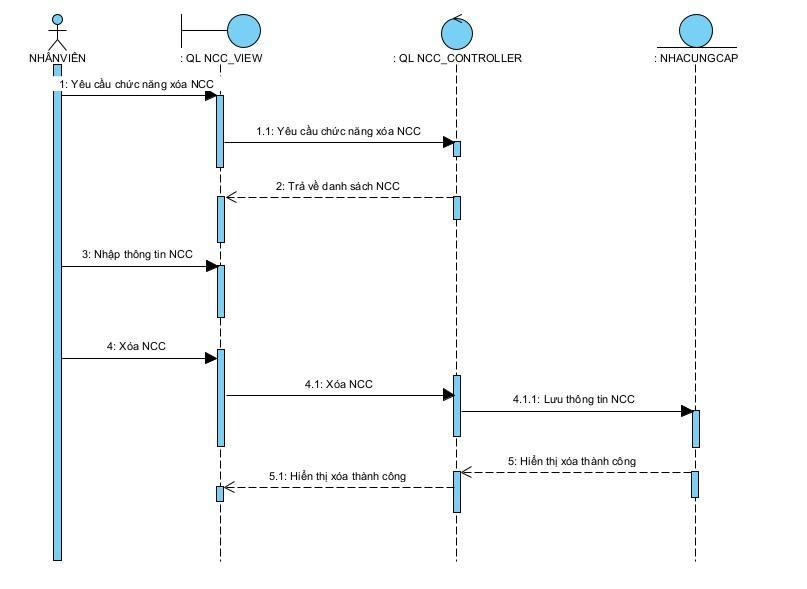 NHÂNVIÊN
: QL NCC_VIEW
: QL NCC_CONTROLLER
: NHACUNGCAP
1: Yêu cầu chức năng xóa NCC
1.1: Yêu cầu chức năng xóa NCC
2: Trả về danh sách NCC
3: Nhập thông tin NCC
4: Xóa NCC
4.1: Xóa NCC
4.1.1: Lưu thông tin NCC
5: Hiển thị xóa thành công
5.1: Hiển thị xóa thành công